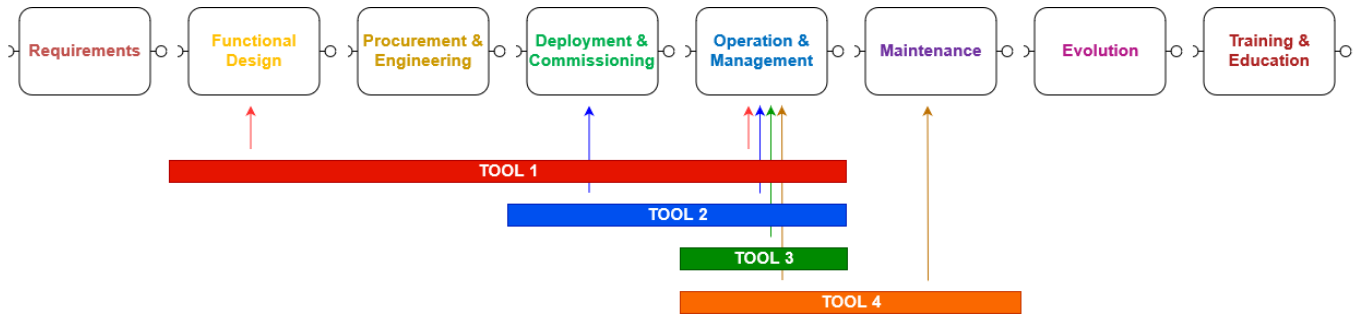 Requirements
Functional
Design
Procurement &
Engineering
Deployment &
Commissioning
Operation &
Management
Maintenance
Evolution
Training &
Education
TOOL 1
TOOL 2
TOOL 3
TOOL 4